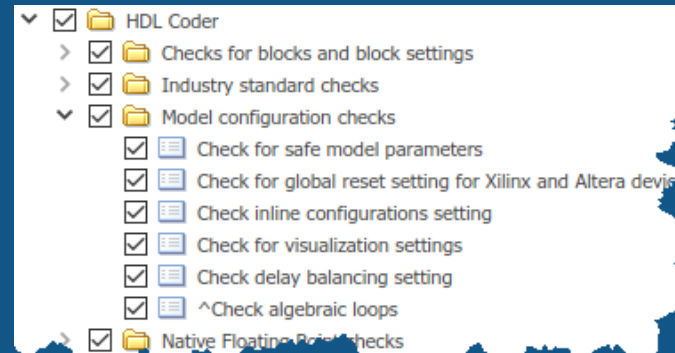 HDL Coder
Checks for blocks and block settings
Industry standard checks
Model configuration checks
Check for safe model parameters
Check for global reset setting for Xilinx and Altera
Check inline configurations setting
Check for visualization settings
Check delay balancing setting
^Check algebraic loops
Native Floating Point checks